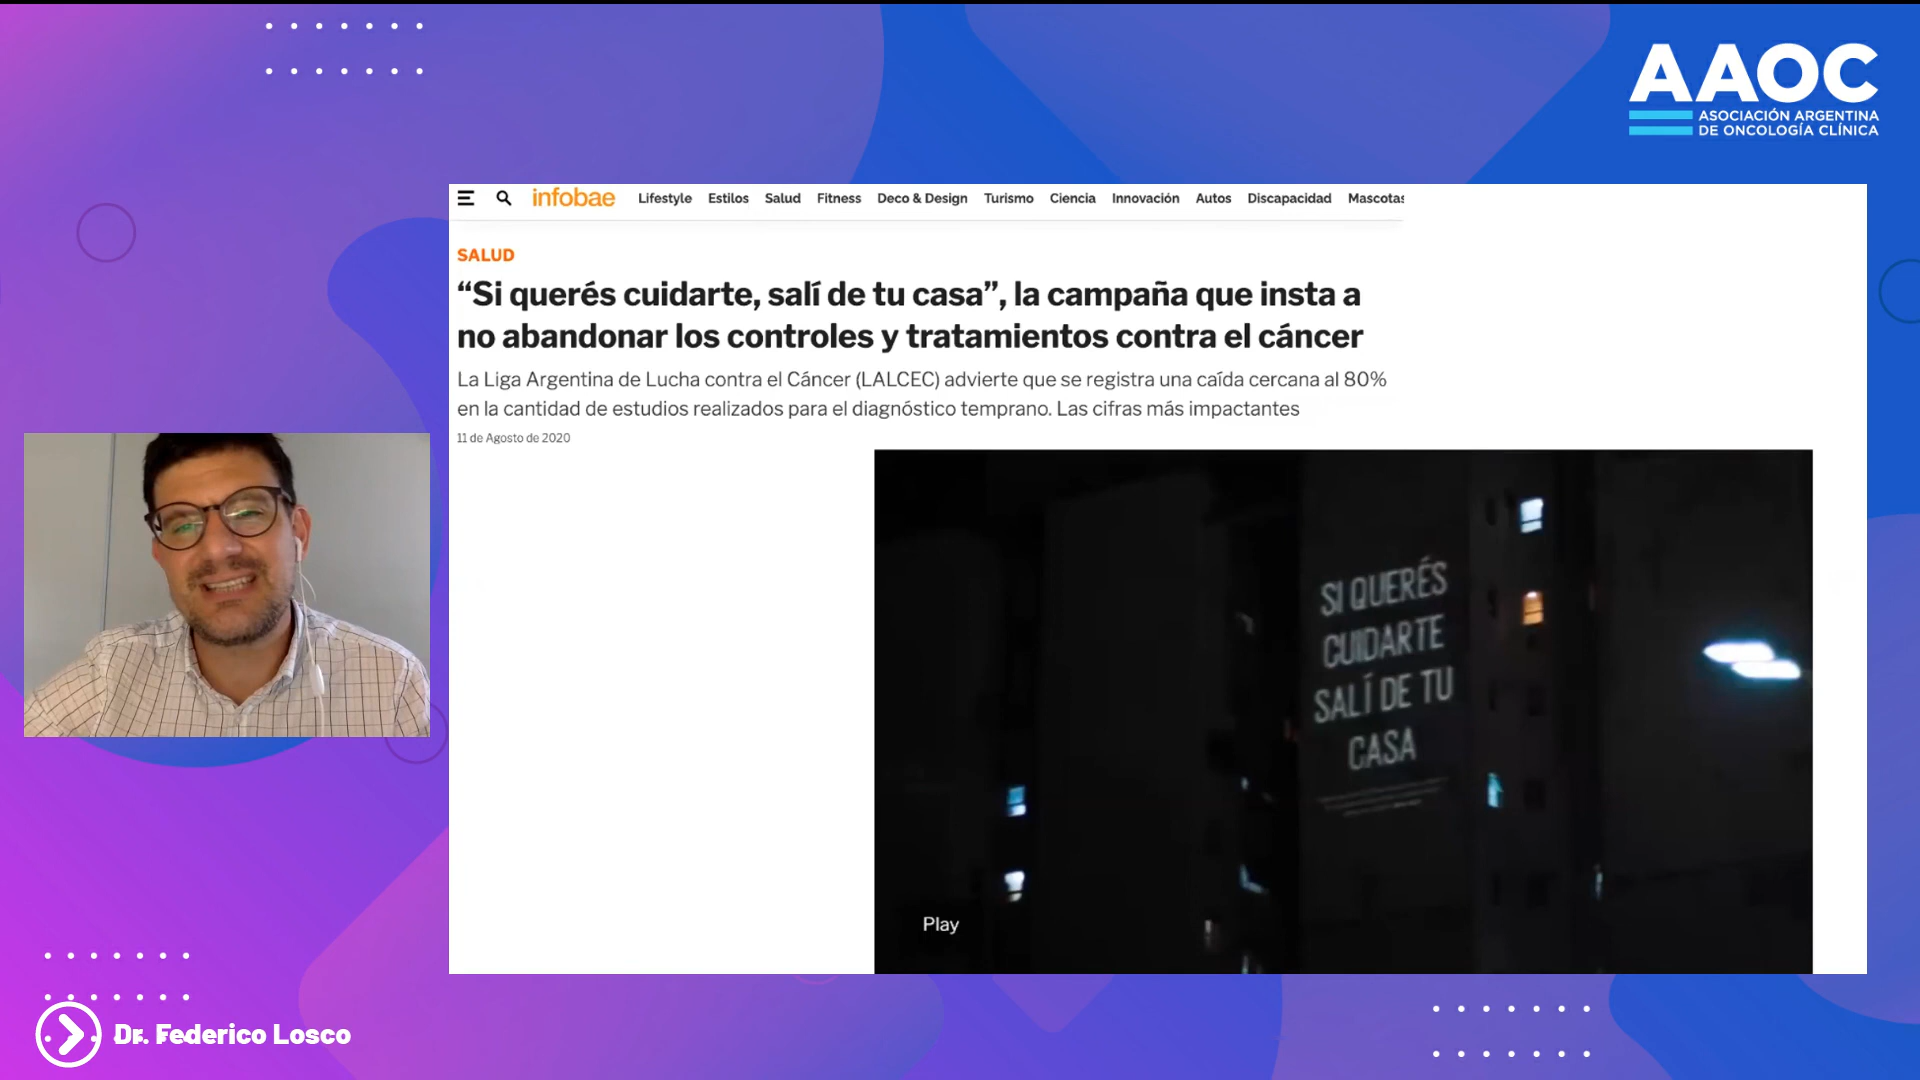 AAOC
ASOCIACIÓN ARGENTINA
DE ONCOLOGÍA CLÍNICA
infobae Lifestyle Estilos Salud Fitness Deco & Design Turismo Ciencia Innovación Autos Discapacidad Mascotas
SALUD
“Si querés cuidarte, salí de tu casa”, la campaña que insta a
no abandonar los controles y tratamientos contra el cáncer
La Liga Argentina de Lucha contra el Cáncer (LALCEC) advierte que se registra una caída cercana al 80%
en la cantidad de estudios realizados para el diagnóstico temprano. Las cifras más impactantes
11 de Agosto de 2020
SI QUERÉS
CUIDARTE
SALÍ DE TU
CASA
Play
Dr. Federico Losco